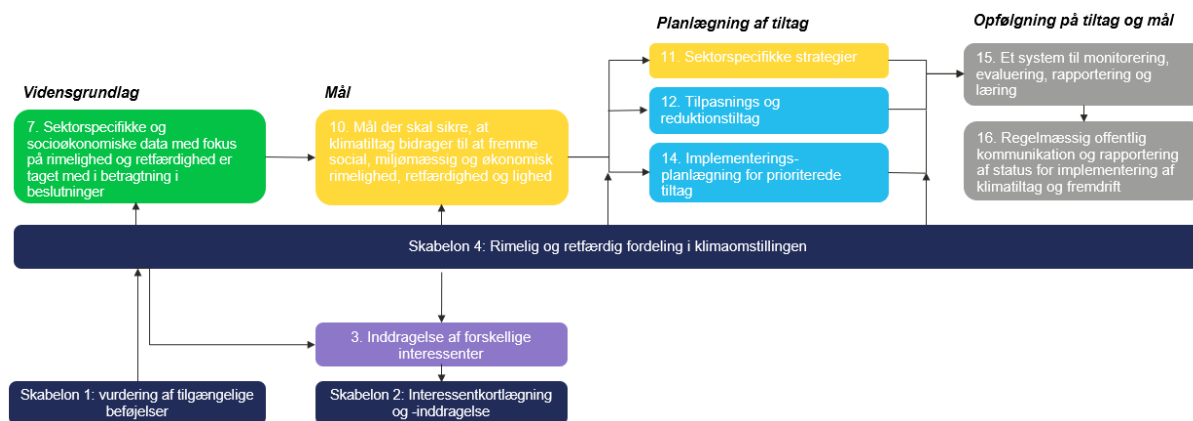 Vidensgrundlag
7. Sektorspecifikke og
socioøkonomiske data med fokus
på rimelighed og retfærdighed er
taget med i betragtning i
beslutninger
Mål
10. Mål der skal sikre, at
klimatiltag bidrager til at fremme
social, miljømæssig og økonomisk
rimelighed, retfærdighed og lighed
Planlægning af tiltag
11. Sektorspecifikke strategier
12. Tilpasnings og
reduktionstiltag
14. Implementerings-
planlægning for prioriterede
tiltag
Opfølgning på tiltag og mål
15. Et system til monitorering,
evaluering, rapportering og
læring
16. Regelmæssig offentlig
kommunikation og rapportering
af status for implementering af
klimatiltag og fremdrift
Skabelon 4: Rimelig og retfærdig fordeling i klimaomstillingen
3. Inddragelse af forskellige
interessenter
Skabelon 1: vurdering af tilgængelige
beføjelser
Skabelon 2: Interessentkortlægning
og -inddragelse